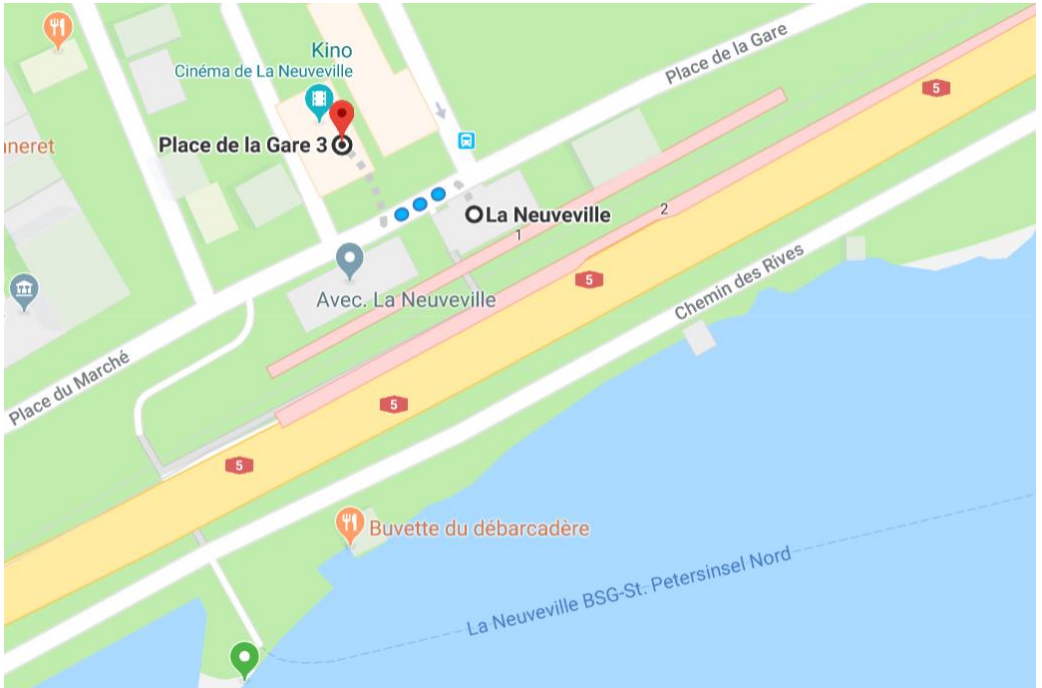 Kino
Cinéma de La Neuveville
Place de la Gare
5
nneret
Place de la Gare 3
La Neuveville
1
2
5
Avec. La Neuveville
Chemin des Rives
Place du Marché
5
5
Buvette du débarcadère
La Neuveville BSG-St. Petersinsel Nord